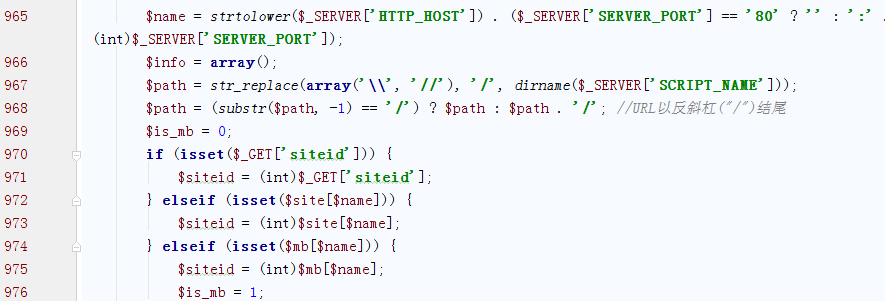 965 $name = strtolower($_SERVER['HTTP_HOST']) . ($_SERVER['SERVER_PORT'] == '80' ? '' : ':' .
(int)$_SERVER['SERVER_PORT']);
966 $info = array();
967 $path = str_replace(array('\\', '//'), '/', dirname($_SERVER['SCRIPT_NAME']));
968 $path = (substr($path, -1) == '/') ? $path : $path . '/'; //URL以反斜杠("/")结尾
969 $is_mb = 0;
970 if (isset($_GET['siteid'])) {
971 $siteid = (int)$_GET['siteid'];
972 } elseif (isset($site[$name])) {
973 $siteid = (int)$site[$name];
974 } elseif (isset($mb[$name])) {
975 $siteid = (int)$mb[$name];
976 $is_mb = 1;